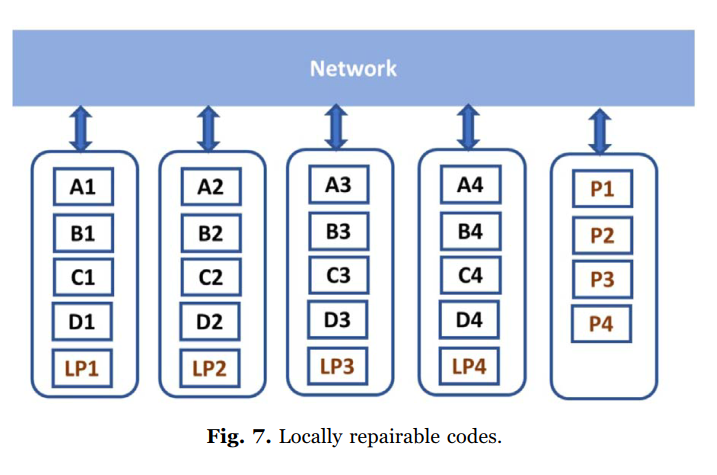 Network
A1 A2 A3 A4 P1
B1 B2 B3 B4 P2
C1 C2 C3 C4 P3
D1 D2 D3 D4 P4
LP1 LP2 LP3 LP4
Fig. 7. Locally repairable codes.